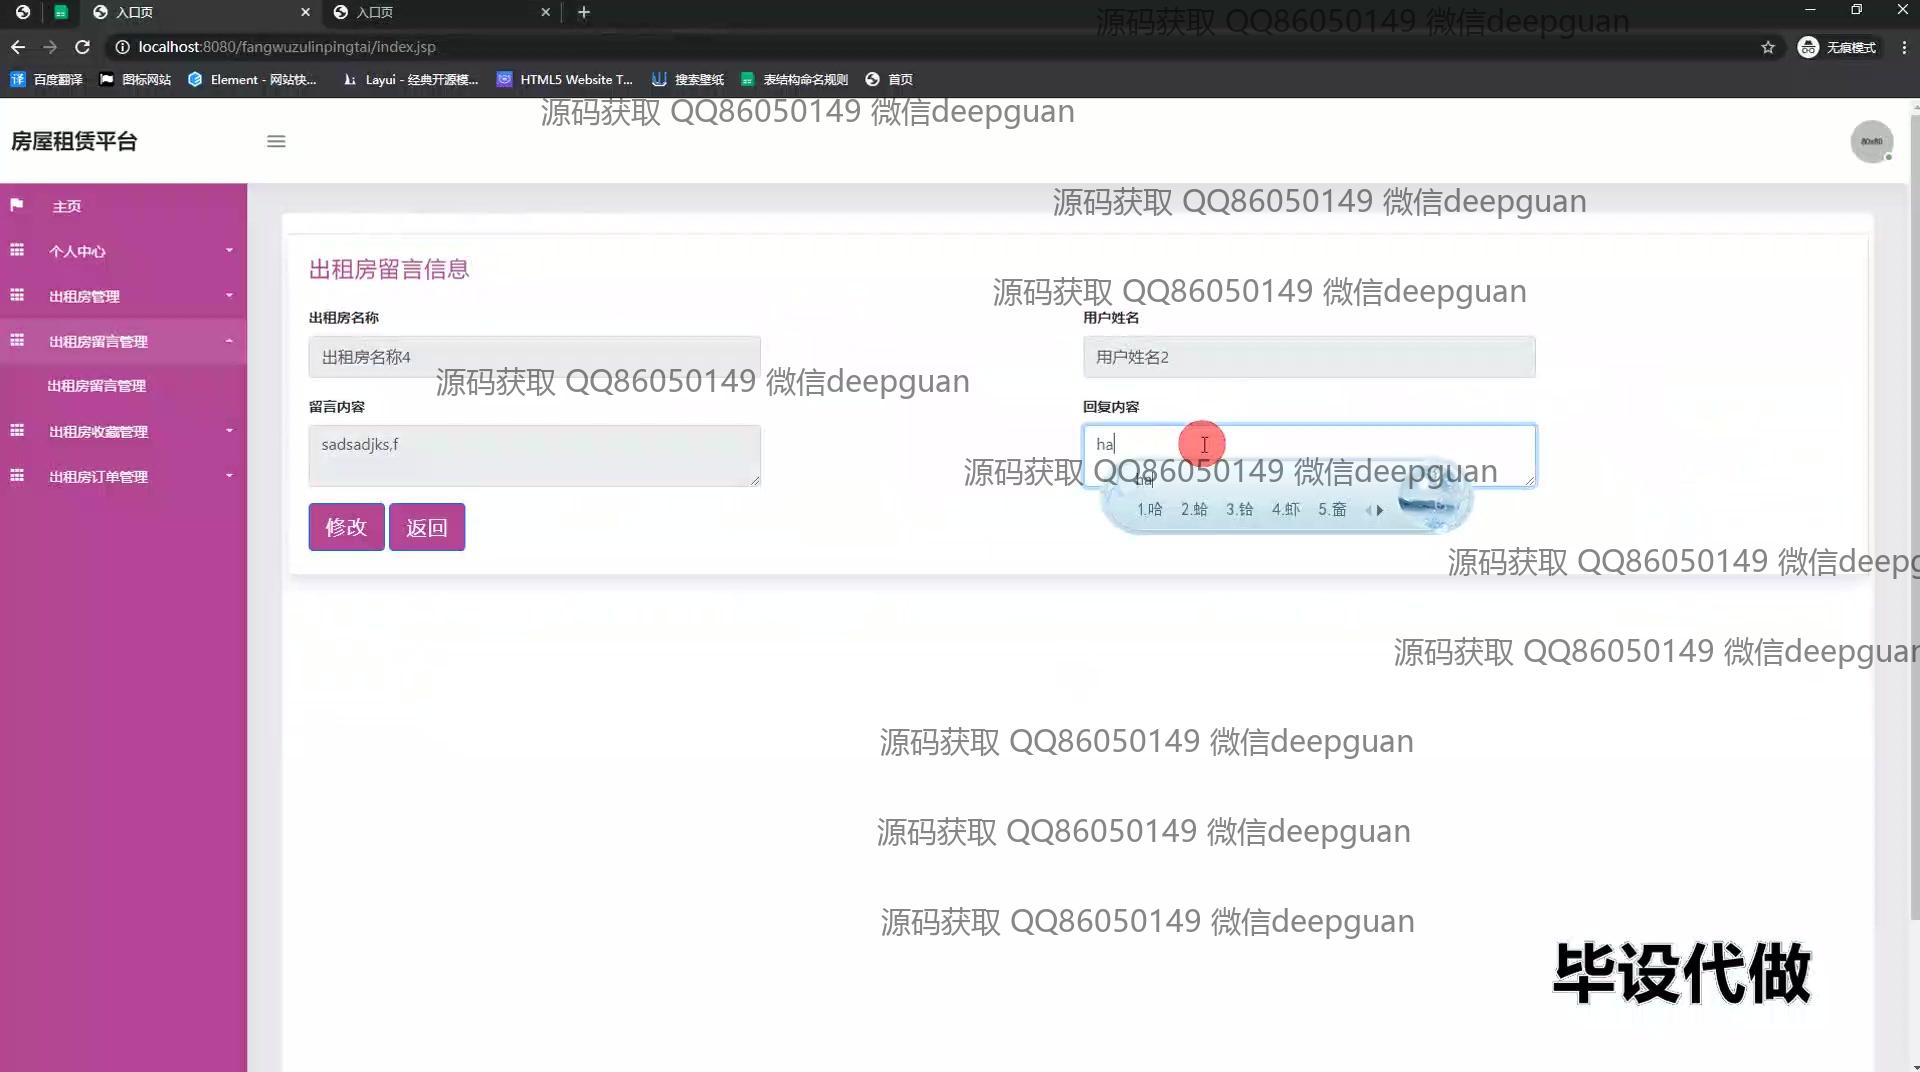 入口页
入口页
源码获取 QQ86050149 微信deepguan
localhost:8080/fangwuzulinpingtai/index.jsp
无痕模式
百度翻译
图标网站
Element - 网站快...
Layui - 经典开源模...
HTML5 Website T...
搜索壁纸
表结构命名规则
首页
源码获取 QQ86050149 微信deepguan
房屋租赁平台
80x80
源码获取 QQ86050149 微信deepguan
主页
个人中心
出租房管理
出租房留言管理
出租房留言管理
出租房收藏管理
出租房订单管理
出租房留言信息
源码获取 QQ86050149 微信deepguan
出租房名称
用户姓名
出租房名称4
用户姓名2
源码获取 QQ86050149 微信deepguan
留言内容
回复内容
sadsadjks,f
ha
源码获取 QQ86050149 微信deepguan
ha
1.哈 2.蛤 3.铪 4.虾 5.奤
修改 返回
源码获取 QQ86050149 微信deepg
源码获取 QQ86050149 微信deepguan
源码获取 QQ86050149 微信deepguan
源码获取 QQ86050149 微信deepguan
源码获取 QQ86050149 微信deepguan
毕设代做